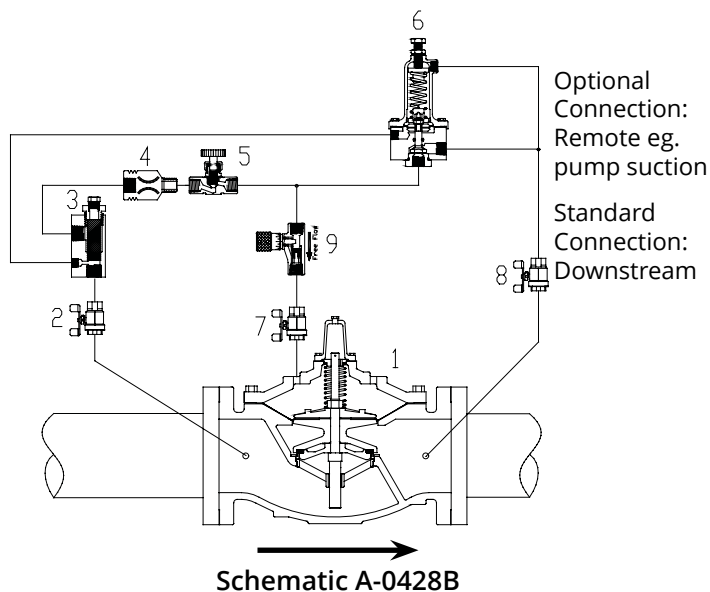 6
Optional
Connection:
Remote eg.
pump suction
4
5
3
Standard
Connection:
Downstream
9
Free Flow
8
2
7
1
Schematic A-0428B